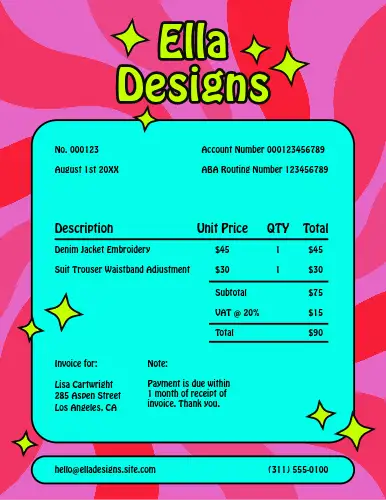 Ella
Designs
No. 000123 Account Number 000123456789
August 1st 20XX ABA Routing Number 123456789
Description Unit Price QTY Total
Denim Jacket Embroidery $45 1 $45
Suit Trouser Waistband Adjustment $30 1 $30
Subtotal $75
VAT @ 20% $15
Total $90
Invoice for:
Lisa Cartwright
285 Aspen Street
Los Angeles, CA
Note:
Payment is due within
1 month of receipt of
invoice. Thank you.
hello@elladesigns.site.com (311) 555-0100